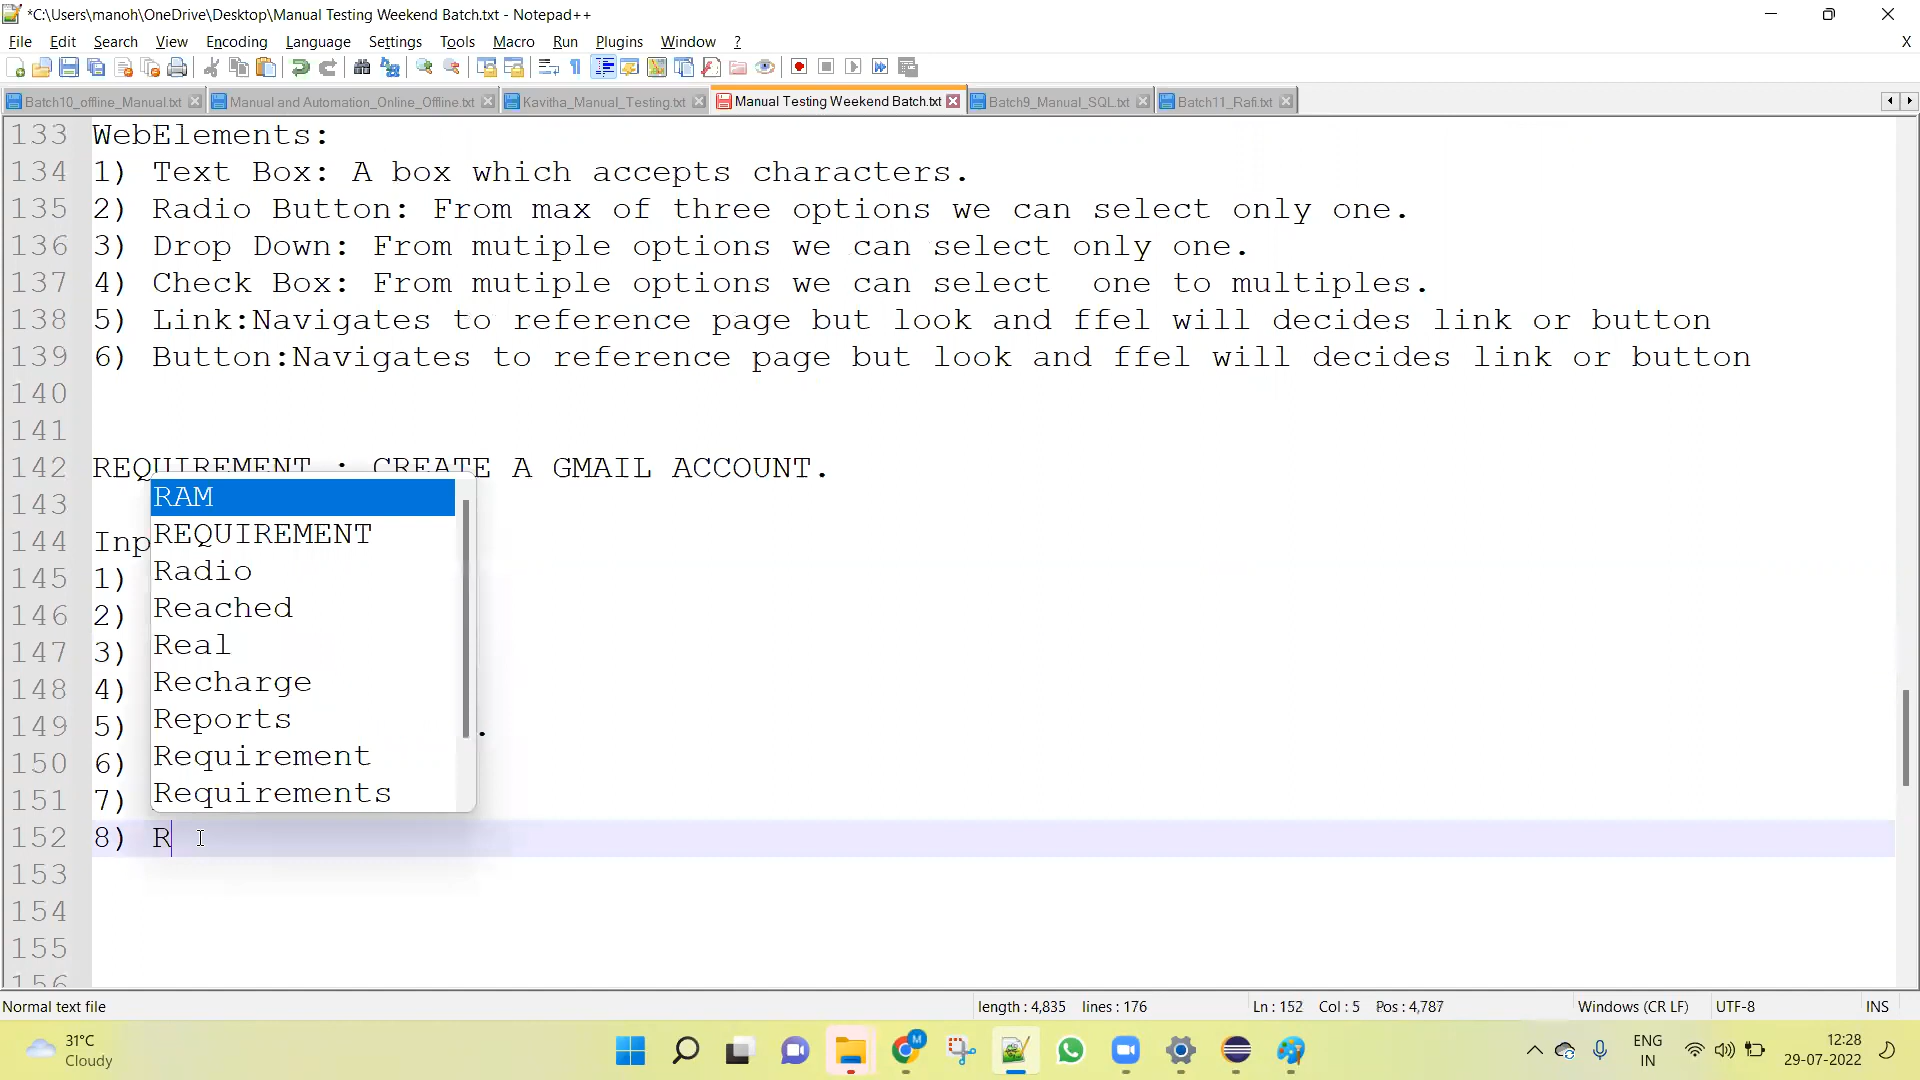 *C:\Users\manoh\OneDrive\Desktop\Manual Testing Weekend Batch.txt - Notepad++
File Edit Search View Encoding Language Settings Tools Macro Run Plugins Window ? X
Batch10_offline_Manual.txt Manual and Automation_Online_Offline.txt Kavitha_Manual_Testing.txt Manual Testing Weekend Batch.txt Batch9_Manual_SQL.txt Batch11_Rafi.txt
133 WebElements:
134 1) Text Box: A box which accepts characters.
135 2) Radio Button: From max of three options we can select only one.
136 3) Drop Down: From mutiple options we can select only one.
137 4) Check Box: From mutiple options we can select  one to multiples.
138 5) Link:Navigates to reference page but look and ffel will decides link or button
139 6) Button:Navigates to reference page but look and ffel will decides link or button
140
141
142 REQUIREMENT : CREATE A GMAIL ACCOUNT.
RAM
143
REQUIREMENT
144 Inp
Radio
145 1)
Reached
146 2)
Real
147 3)
Recharge
148 4)
Reports
149 5) .
Requirement
150 6)
Requirements
151 7)
152 8) R
153
154
155
156
Normal text file length : 4,835 lines : 176 Ln : 152 Col : 5 Pos : 4,787 Windows (CR LF) UTF-8 INS
31°C
Cloudy
ENG
IN
12:28
29-07-2022